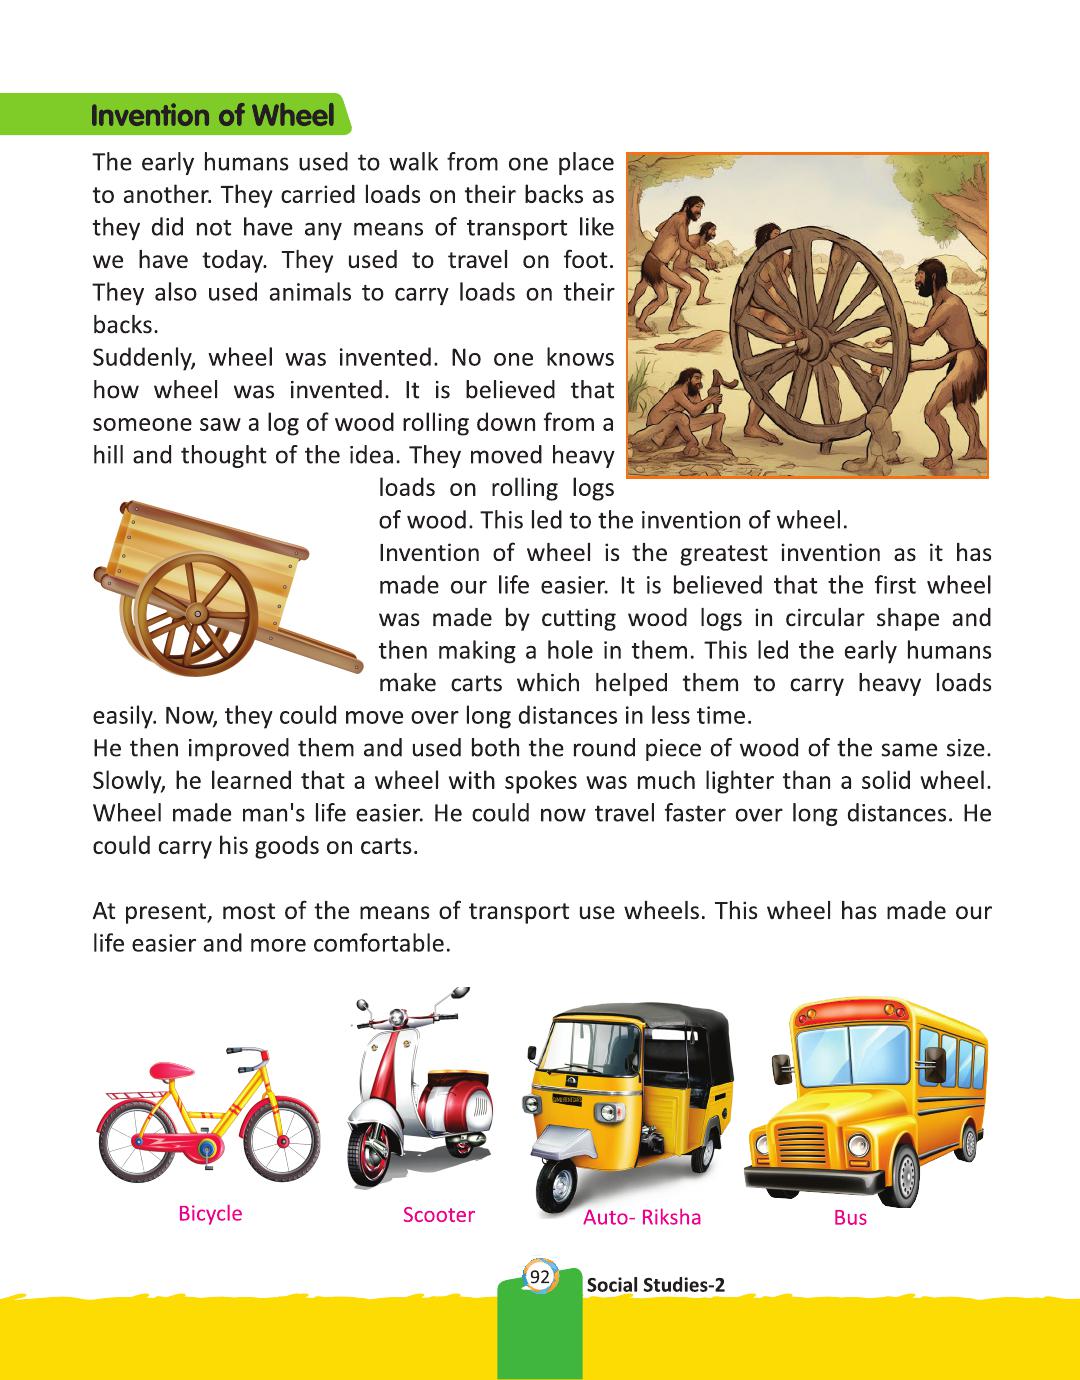 Invention of Wheel
The early humans used to walk from one place
to another. They carried loads on their backs as
they did not have any means of transport like
we have today. They used to travel on foot.
They also used animals to carry loads on their
backs.
Suddenly, wheel was invented. No one knows
how wheel was invented. It is believed that
someone saw a log of wood rolling down from a
hill and thought of the idea. They moved heavy
loads on rolling logs
of wood. This led to the invention of wheel.
Invention of wheel is the greatest invention as it has
made our life easier. It is believed that the first wheel
was made by cutting wood logs in circular shape and
then making a hole in them. This led the early humans
make carts which helped them to carry heavy loads
easily. Now, they could move over long distances in less time.
He then improved them and used both the round piece of wood of the same size.
Slowly, he learned that a wheel with spokes was much lighter than a solid wheel.
Wheel made man's life easier. He could now travel faster over long distances. He
could carry his goods on carts.
At present, most of the means of transport use wheels. This wheel has made our
life easier and more comfortable.
Bicycle
Scooter
Auto- Riksha
Bus
92
Social Studies-2